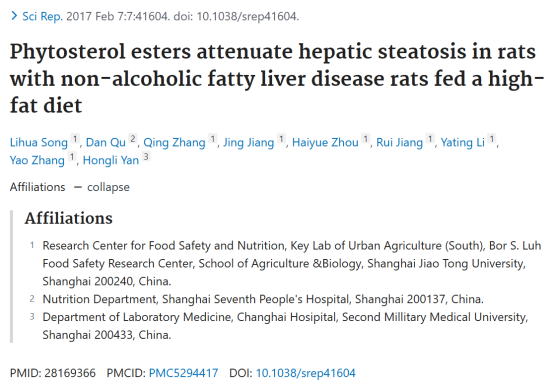 > Sci Rep. 2017 Feb 7:7:41604. doi: 10.1038/srep41604.
Phytosterol esters attenuate hepatic steatosis in rats
with non-alcoholic fatty liver disease rats fed a high-
fat diet
Lihua Song 1, Dan Qu 2, Qing Zhang 1, Jing Jiang 1, Haiyue Zhou 1, Rui Jiang 1, Yating Li 1,
Yao Zhang 1, Hongli Yan 3
Affiliations — collapse
Affiliations
1 Research Center for Food Safety and Nutrition, Key Lab of Urban Agriculture (South), Bor S. Luh
Food Safety Research Center, School of Agriculture &Biology, Shanghai Jiao Tong University,
Shanghai 200240, China.
2 Nutrition Department, Shanghai Seventh People's Hospital, Shanghai 200137, China.
3 Department of Laboratory Medicine, Changhai Hosipital, Second Millitary Medical University,
Shanghai 200433, China.
PMID: 28169366 PMCID: PMC5294417 DOI: 10.1038/srep41604